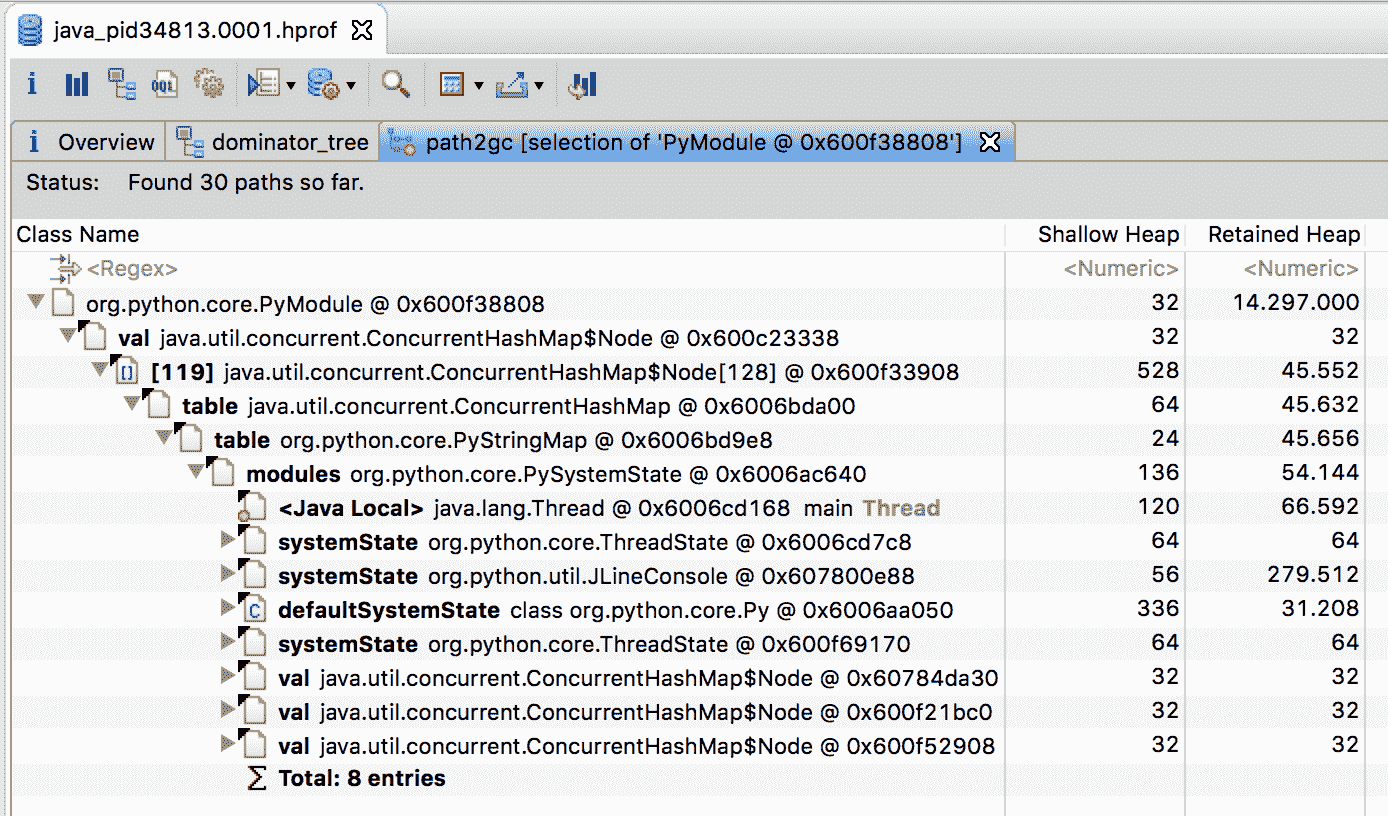 java_pid34813.0001.hprof
i OQL
i Overview dominator_tree path2gc [selection of 'PyModule @ 0x600f38808']
Status: Found 30 paths so far.
Class Name Shallow Heap Retained Heap
<Regex> <Numeric> <Numeric>
org.python.core.PyModule @ 0x600f38808 32 14.297.000
val java.util.concurrent.ConcurrentHashMap$Node @ 0x600c23338 32 32
[119] java.util.concurrent.ConcurrentHashMap$Node[128] @ 0x600f33908 528 45.552
table java.util.concurrent.ConcurrentHashMap @ 0x6006bda00 64 45.632
table org.python.core.PyStringMap @ 0x6006bd9e8 24 45.656
modules org.python.core.PySystemState @ 0x6006ac640 136 54.144
<Java Local> java.lang.Thread @ 0x6006cd168 main Thread 120 66.592
systemState org.python.core.ThreadState @ 0x6006cd7c8 64 64
systemState org.python.util.JLineConsole @ 0x607800e88 56 279.512
C defaultSystemState class org.python.core.Py @ 0x6006aa050 336 31.208
systemState org.python.core.ThreadState @ 0x600f69170 64 64
val java.util.concurrent.ConcurrentHashMap$Node @ 0x60784da30 32 32
val java.util.concurrent.ConcurrentHashMap$Node @ 0x600f21bc0 32 32
val java.util.concurrent.ConcurrentHashMap$Node @ 0x600f52908 32 32
Σ Total: 8 entries